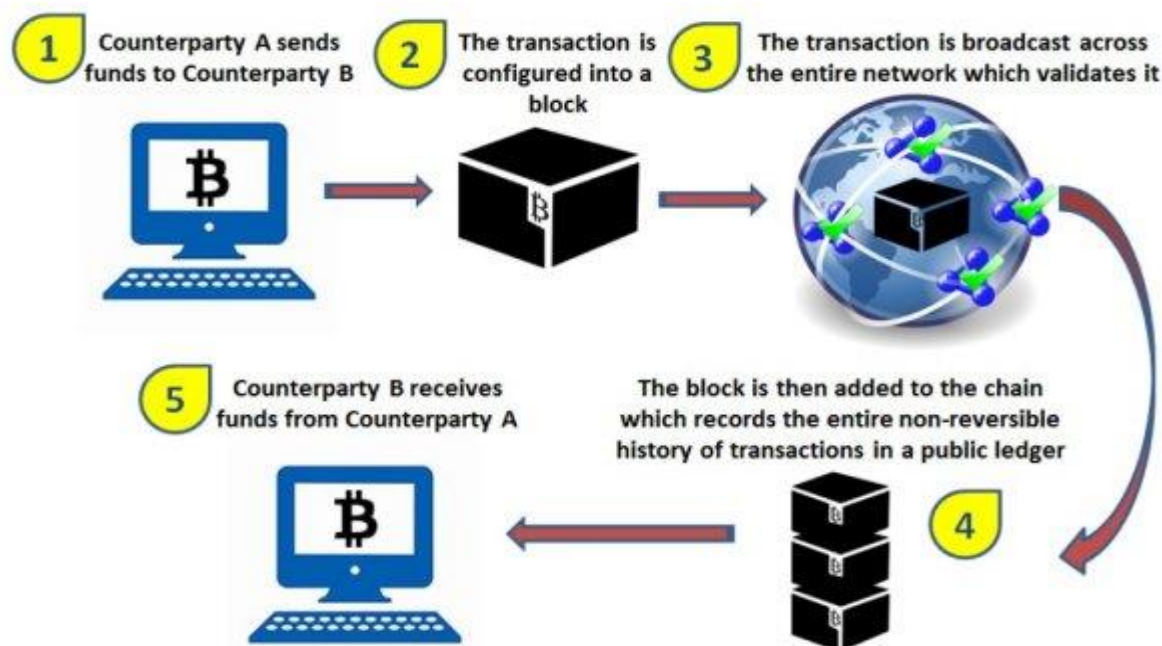 1
Counterparty A sends
funds to Counterparty B
2
The transaction is
configured into a
block
3
The transaction is broadcast across
the entire network which validates it
₿
₿
₿
5
Counterparty B receives
funds from Counterparty A
The block is then added to the chain
which records the entire non-reversible
history of transactions in a public ledger
4
₿
₿
₿
₿